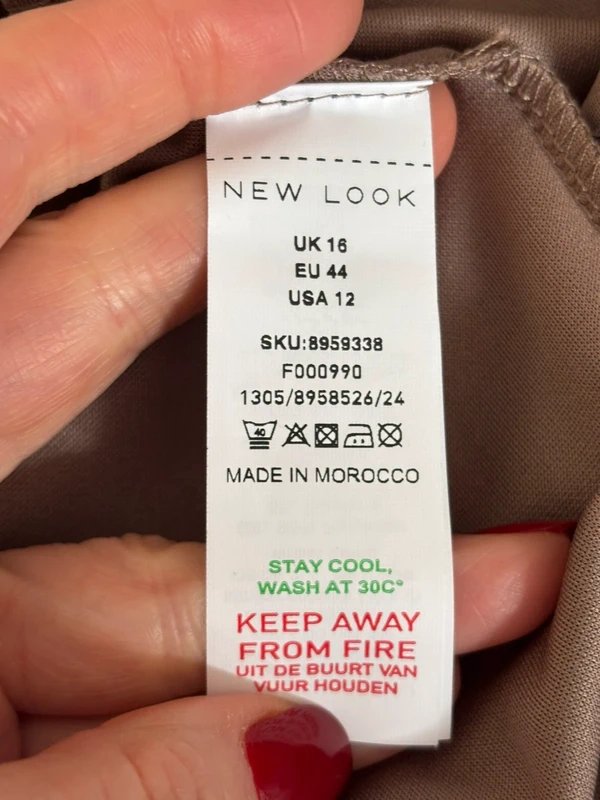 NEW LOOK
UK 16
EU 44
USA 12
SKU:8959338
F000990
1305/8958526/24
40
MADE IN MOROCCO
STAY COOL,
WASH AT 30C°
KEEP AWAY
FROM FIRE
UIT DE BUURT VAN
VUUR HOUDEN